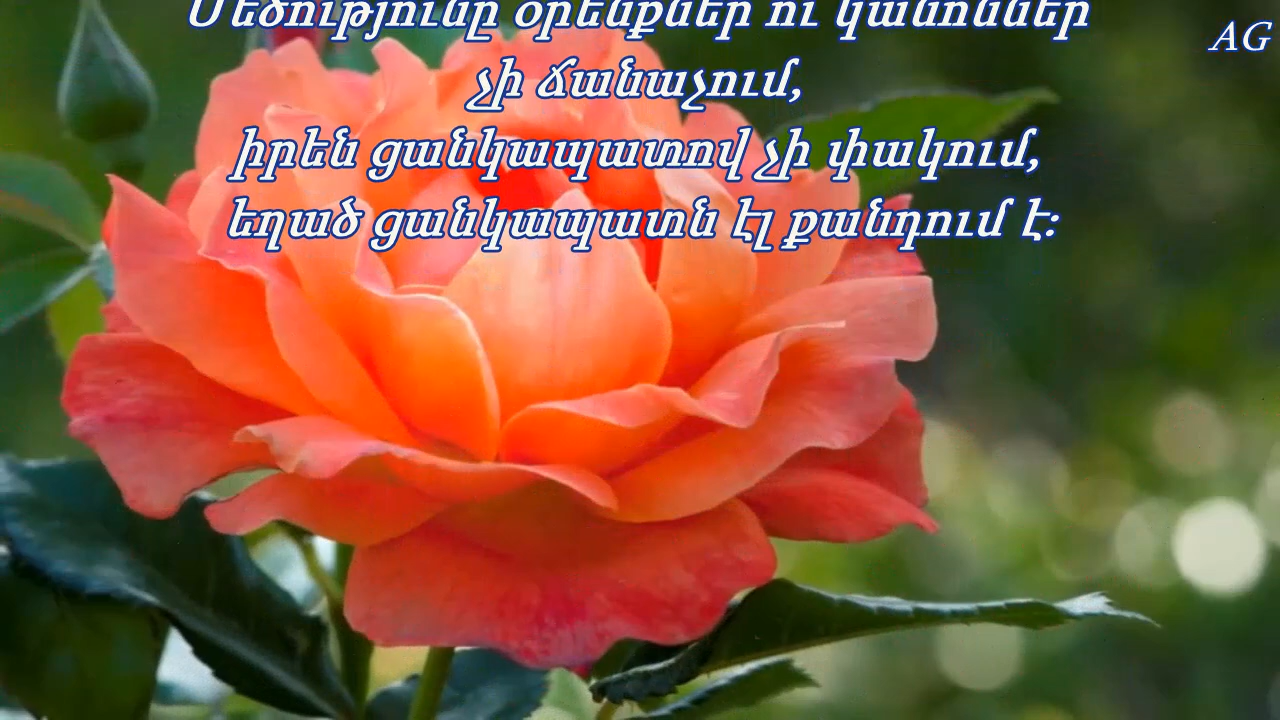 Մեծությունը օրենքներ ու կանոններ
AG
չի ճանաչում,
իրեն ցանկապատով չի փակում,
եղած ցանկապատն էլ քանդում է: